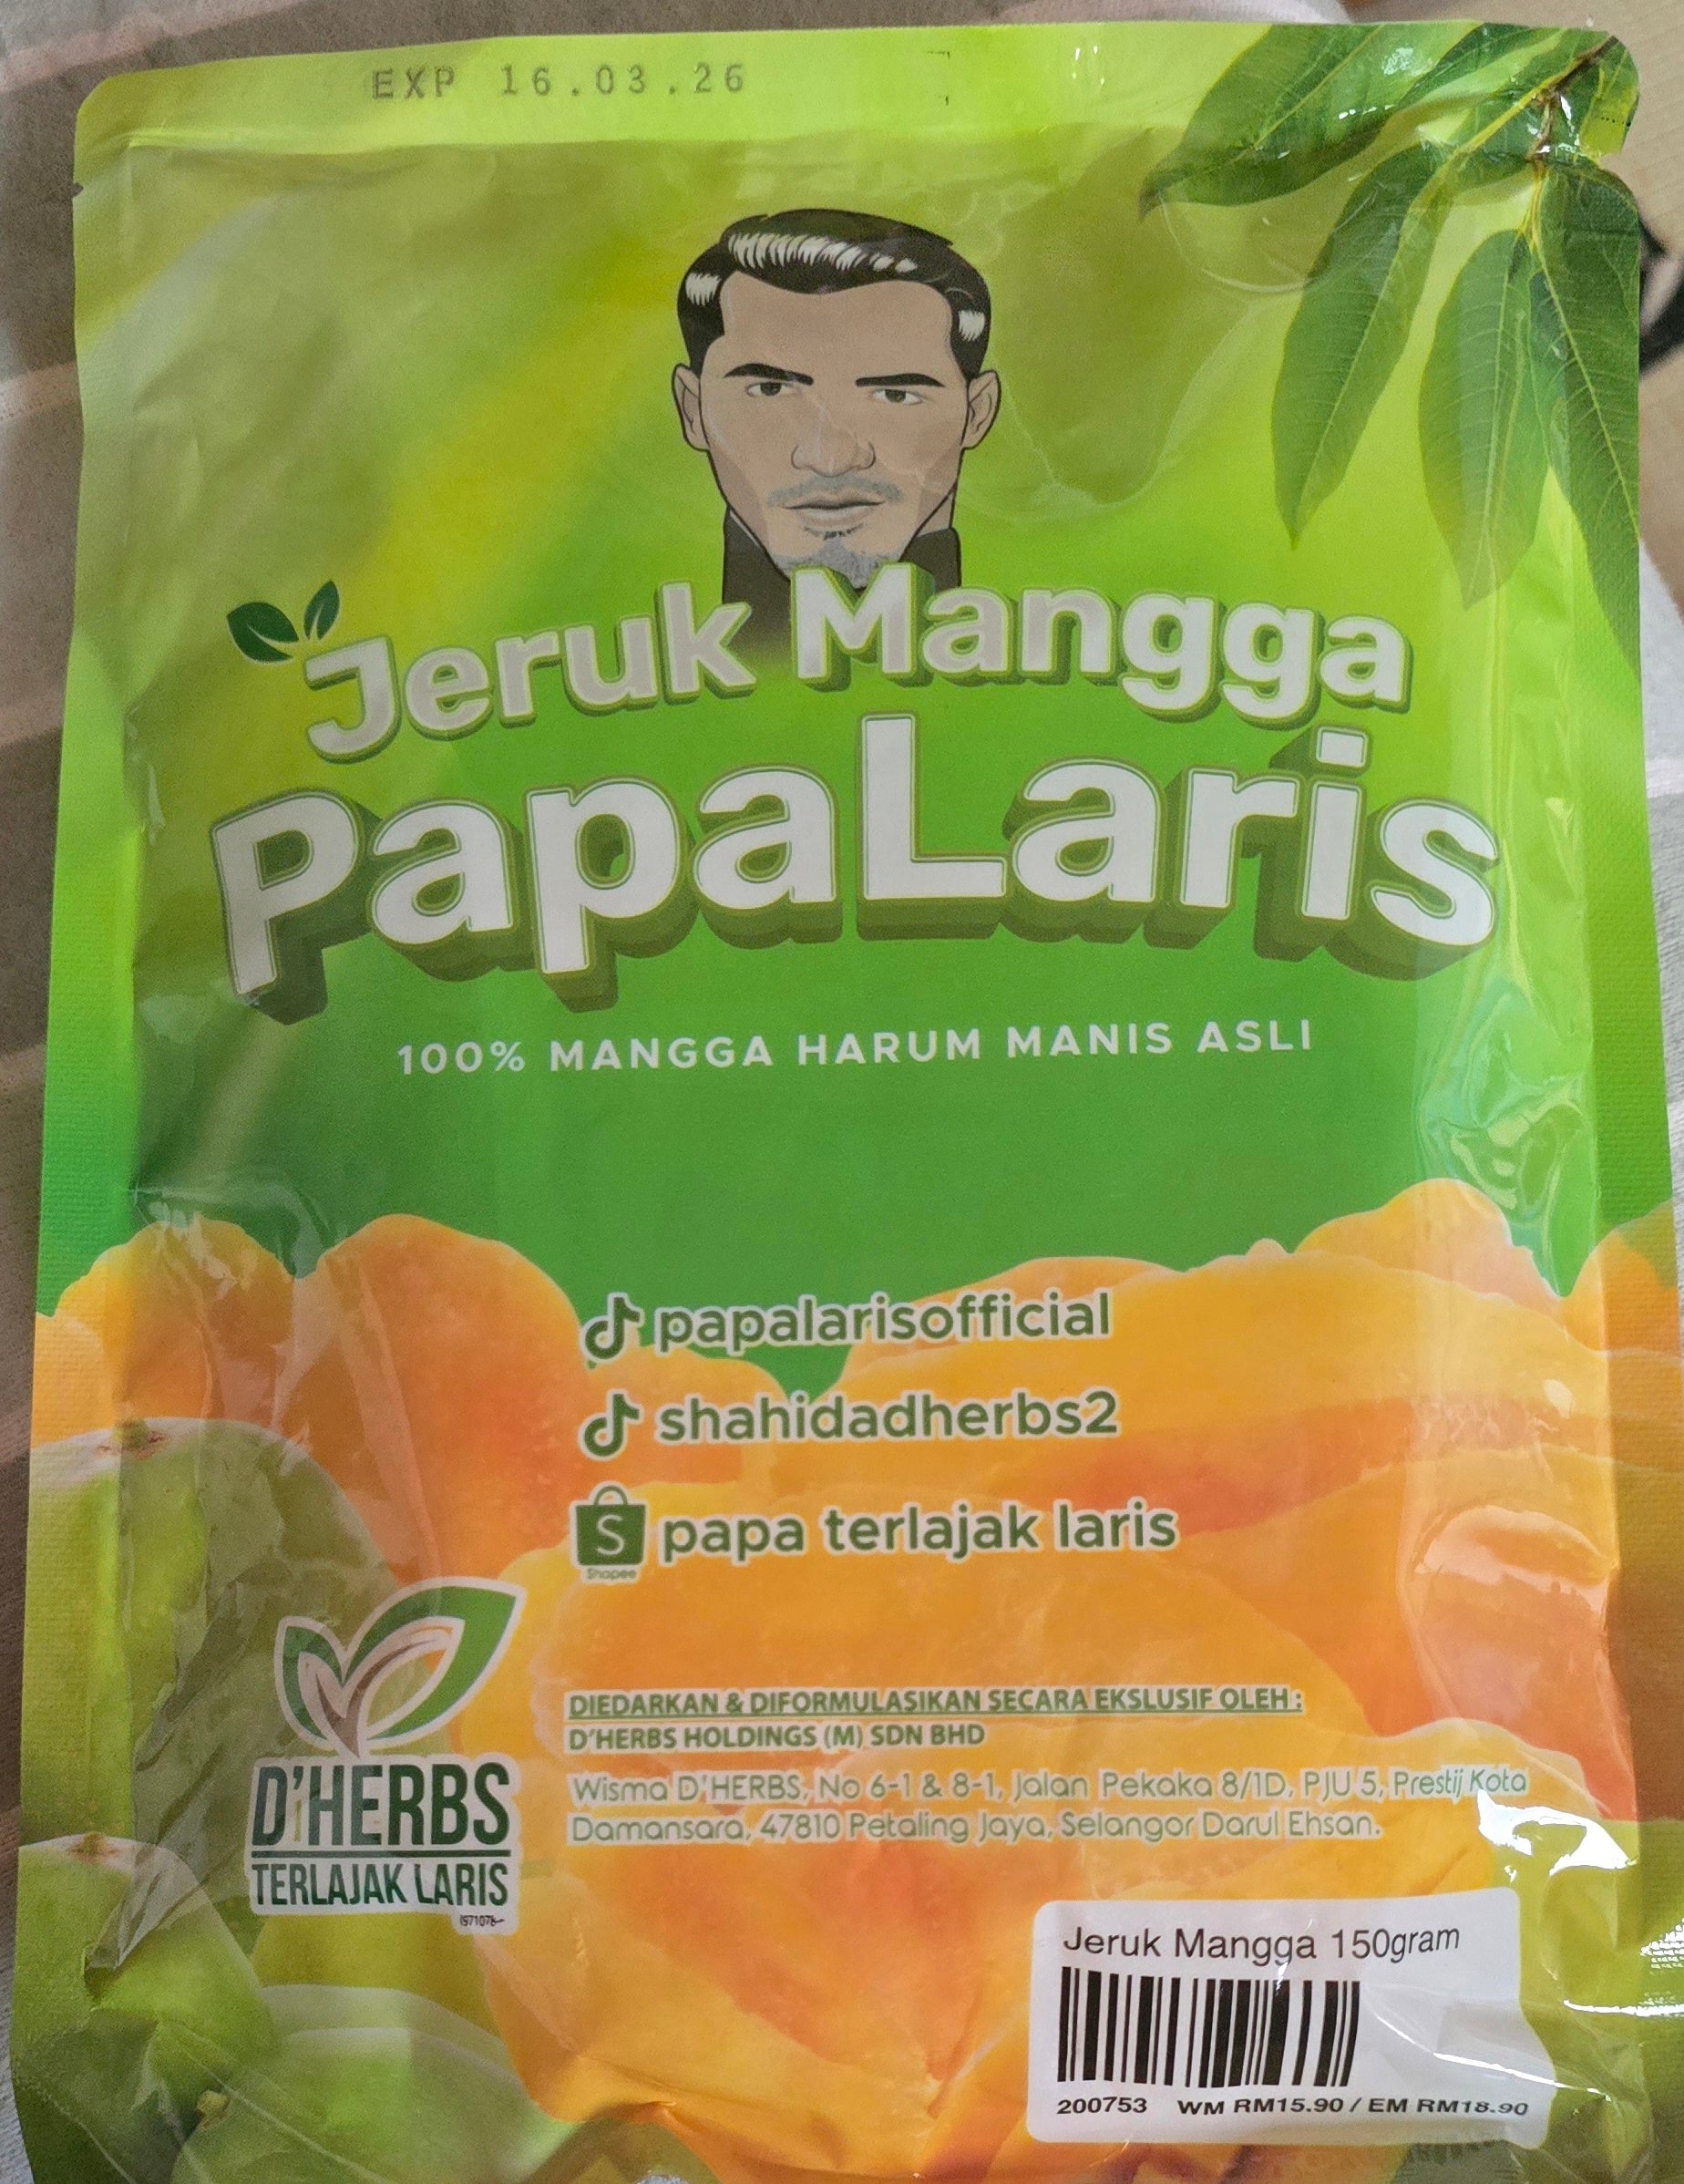 EXP 16.03.26
Jeruk Mangga
PapaLaris
100% MANGGA HARUM MANIS ASLI
papalarisofficial
shahidadherbs2
S papa terlajak laris
Shopee
DIEDARKAN & DIFORMULASIKAN SECARA EKSLUSIF OLEH :
D'HERBS HOLDINGS (M) SDN BHD
Wisma D'HERBS, No 6-1 & 8-1, Jalan Pekaka 8/1D, PJU 5, Prestij Kota
Damansara, 47810 Petaling Jaya, Selangor Darul Ehsan.
D'HERBS
TERLAJAK LARIS
Jeruk Mangga 150gram
200753 WM RM15.90 / EM RM18.90